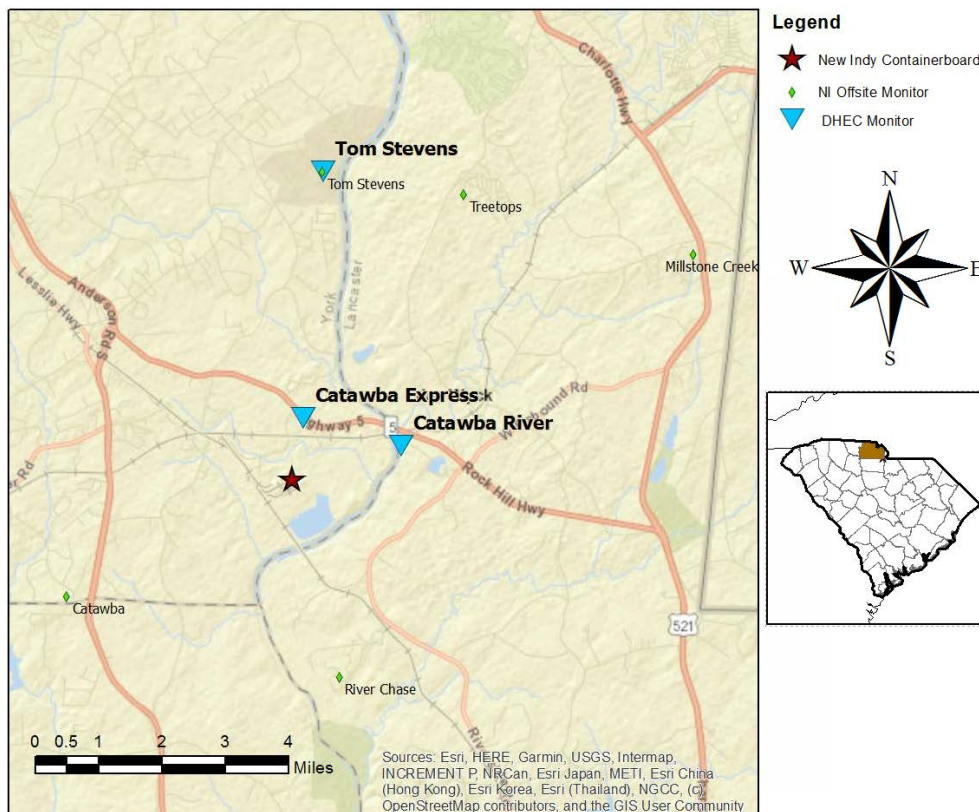 Legend
New Indy Containerboard
NI Offsite Monitor
DHEC Monitor
N
W
E
S
Charlotte Hwy
Tom Stevens
Tom Stevens
Treetops
Millstone Creek
York
Lancaster
Lesslie Hwy
Anderson Rd S
Catawba Express
Highway 5
5
Catawba River
Rock Hill Hwy
521
Catawba
River Chase
0 0.5 1 2 3 4
Miles
Sources: Esri, HERE, Garmin, USGS, Intermap,
INCREMENT P, NRCan, Esri Japan, METI, Esri China
(Hong Kong), Esri Korea, Esri (Thailand), NGCC, (c)
OpenStreetMap contributors, and the GIS User Community